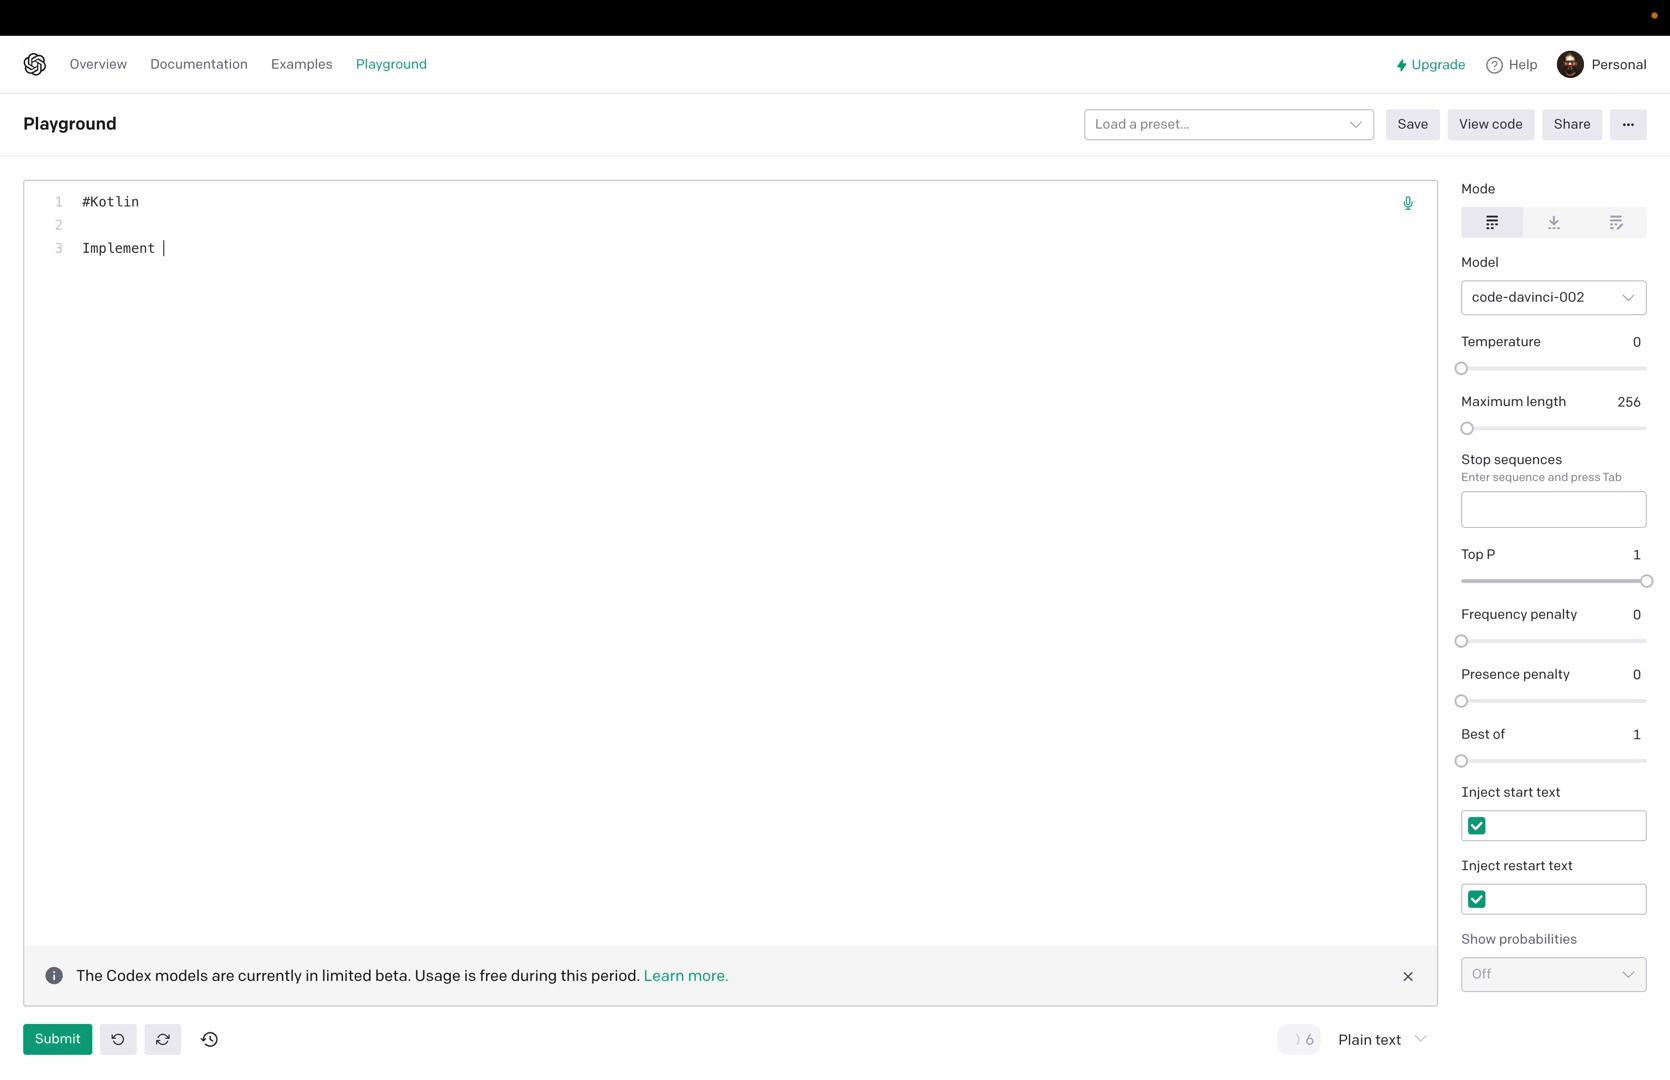 Overview Documentation Examples Playground Upgrade Help Personal
Playground Load a preset... Save View code Share ...
1 #Kotlin
2
3 Implement
Mode
Model
code-davinci-002
Temperature 0
Maximum length 256
Stop sequences
Enter sequence and press Tab
Top P 1
Frequency penalty 0
Presence penalty 0
Best of 1
Inject start text
Inject restart text
Show probabilities
Off
The Codex models are currently in limited beta. Usage is free during this period. Learn more.
Submit 6 Plain text